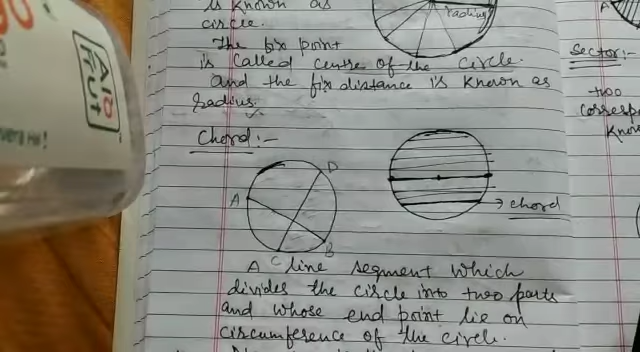 is known as
circle.
radius
The fix point
is called centre of the circle.
and the fix distance is known as
radius.
Chord :-
A
D
B
C
→ chord
A line segment which
divides the circle into two parts
and whose end point lie on
circumference of the circle.
A
Sector :-
two
Corresp
Know